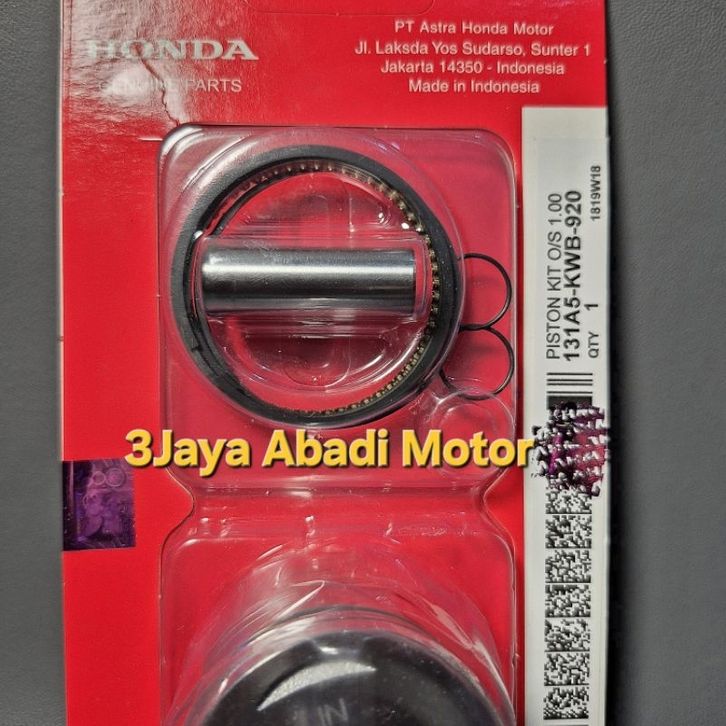 HONDA
GENUINE PARTS
PT Astra Honda Motor
Jl. Laksda Yos Sudarso, Sunter 1
Jakarta 14350 - Indonesia
Made in Indonesia
PISTON KIT O/S 1.00
131A5-KWB-920
QTY 1
1819W18
3Jaya Abadi Motor
IN